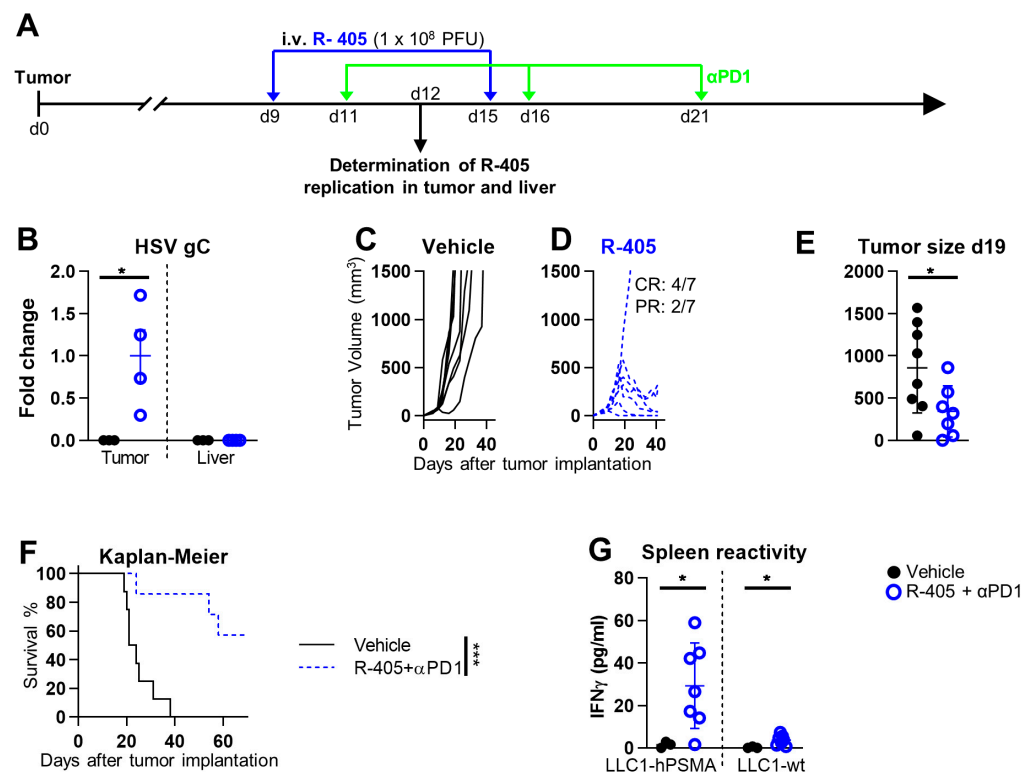 A
i.v. R- 405 (1 x 10⁸ PFU)
αPD1
Tumor
d12
d0
d9
d11
d15
d16
d21
Determination of R-405
replication in tumor and liver
B
HSV gC
*
Fold change
2.0
1.5
1.0
0.5
0.0
Tumor
Liver
C
Vehicle
Tumor Volume (mm³)
1500
1000
500
0
0
20
40
D
R-405
CR: 4/7
PR: 2/7
1500
1000
500
0
0
20
40
Days after tumor implantation
E
Tumor size d19
*
2000
1500
1000
500
0
F
Kaplan-Meier
Survival %
100
80
60
40
20
0
0
20
40
60
Days after tumor implantation
Vehicle
R-205+αPD1
***
G
Spleen reactivity
*
*
IFNγ (pg/ml)
80
60
40
20
0
LLC1-hPSMA
LLC1-wt
Vehicle
R-405 + αPD1